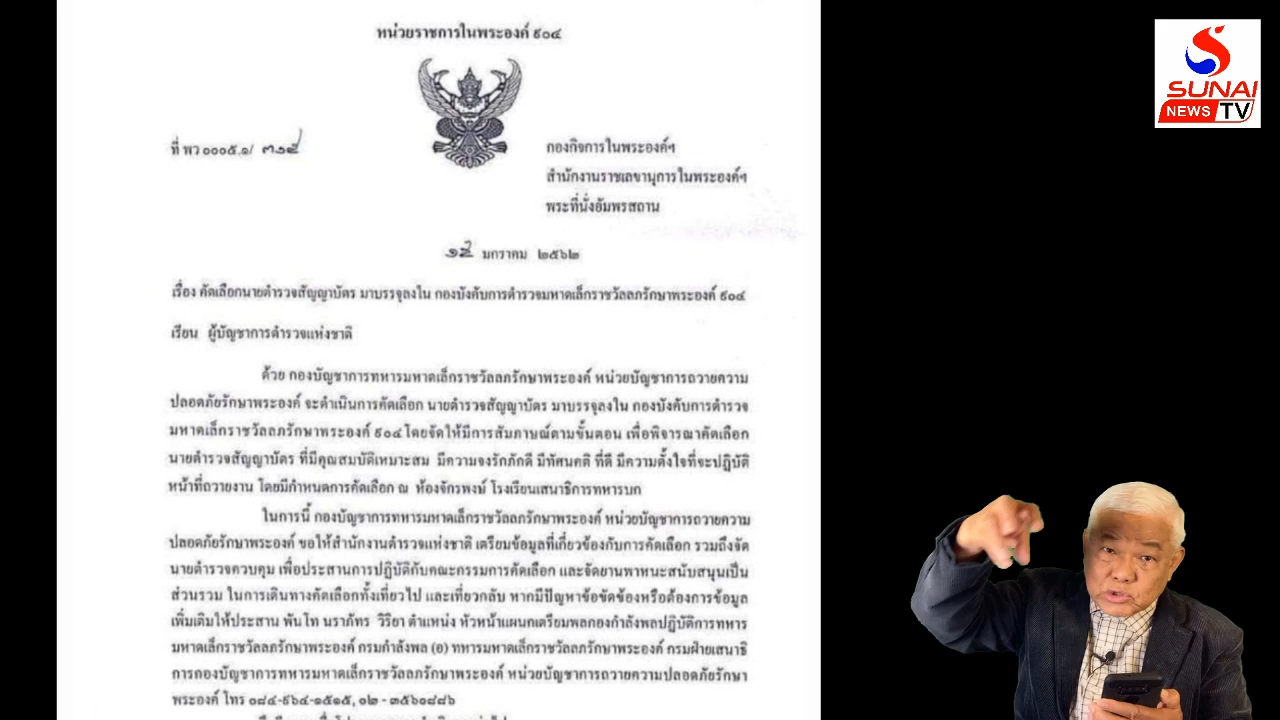 หน่วยราชการในพระองค์ ๙๐๔
SUNAI
NEWS TV
ที่ พว ๐๐๐๕.๑/
กองกิจการในพระองค์ฯ
สำนักงานราชเลขานุการในพระองค์ฯ
พระที่นั่งอัมพรสถาน
๑๕ มกราคม ๒๕๖๒
เรื่อง คัดเลือกนายตำรวจสัญญาบัตร มาบรรจุลงใน กองบังคับการตำรวจมหาดเล็กราชวัลลภรักษาพระองค์ ๙๐๔
เรียน ผู้บัญชาการตำรวจแห่งชาติ
ด้วย กองบัญชาการทหารมหาดเล็กราชวัลลภรักษาพระองค์ หน่วยบัญชาการถวายความ
ปลอดภัยรักษาพระองค์ จะดำเนินการคัดเลือก นายตำรวจสัญญาบัตร มาบรรจุลงใน กองบังคับการตำรวจ
มหาดเล็กราชวัลลภรักษาพระองค์ ๙๐๔ โดยจัดให้มีการสัมภาษณ์ตามขั้นตอน เพื่อพิจารณาคัดเลือก
นายตำรวจสัญญาบัตร ที่มีคุณสมบัติเหมาะสม มีความจงรักภักดี มีทัศนคติ ที่ดี มีความตั้งใจที่จะปฏิบัติ
หน้าที่ถวายงาน โดยมีกำหนดการคัดเลือก ณ ห้องจักรพงษ์ โรงเรียนเสนาธิการทหารบก
ในการนี้ กองบัญชาการทหารมหาดเล็กราชวัลลภรักษาพระองค์ หน่วยบัญชาการถวายความ
ปลอดภัยรักษาพระองค์ ขอให้สำนักงานตำรวจแห่งชาติ เตรียมข้อมูลที่เกี่ยวข้องกับการคัดเลือก รวมถึงจัด
นายตำรวจควบคุม เพื่อประสานการปฏิบัติกับคณะกรรมการคัดเลือก และจัดยานพาหนะสนับสนุนเป็น
ส่วนรวม ในการเดินทางคัดเลือกทั้งเที่ยวไป และเที่ยวกลับ หากมีปัญหาข้อขัดข้องหรือต้องการข้อมูล
เพิ่มเติมให้ประสาน พันโท นราภัทร วิริยา ตำแหน่ง หัวหน้าแผนกเตรียมพลกองกำลังพลปฏิบัติการทหาร
มหาดเล็กราชวัลลภรักษาพระองค์ กรมกำลังพล (๐) ทหารมหาดเล็กราชวัลลภรักษาพระองค์ กรมฝ่ายเสนาธิ
การกองบัญชาการทหารมหาดเล็กราชวัลลภรักษาพระองค์ หน่วยบัญชาการถวายความปลอดภัยรักษา
พระองค์ โทร ๐๘๔-๙๖๔-๑๕๑๕, ๐๒ - ๓๕๖๐๘๘๖